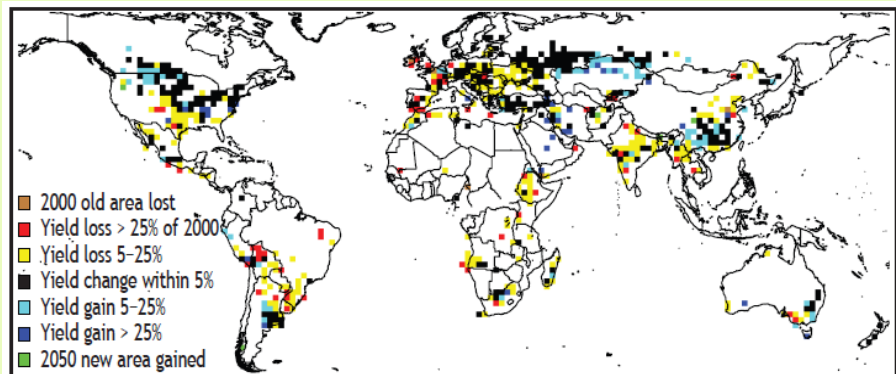 2000 old area lost
Yield loss > 25% of 2000
Yield loss 5–25%
Yield change within 5%
Yield gain 5–25%
Yield gain > 25%
2050 new area gained